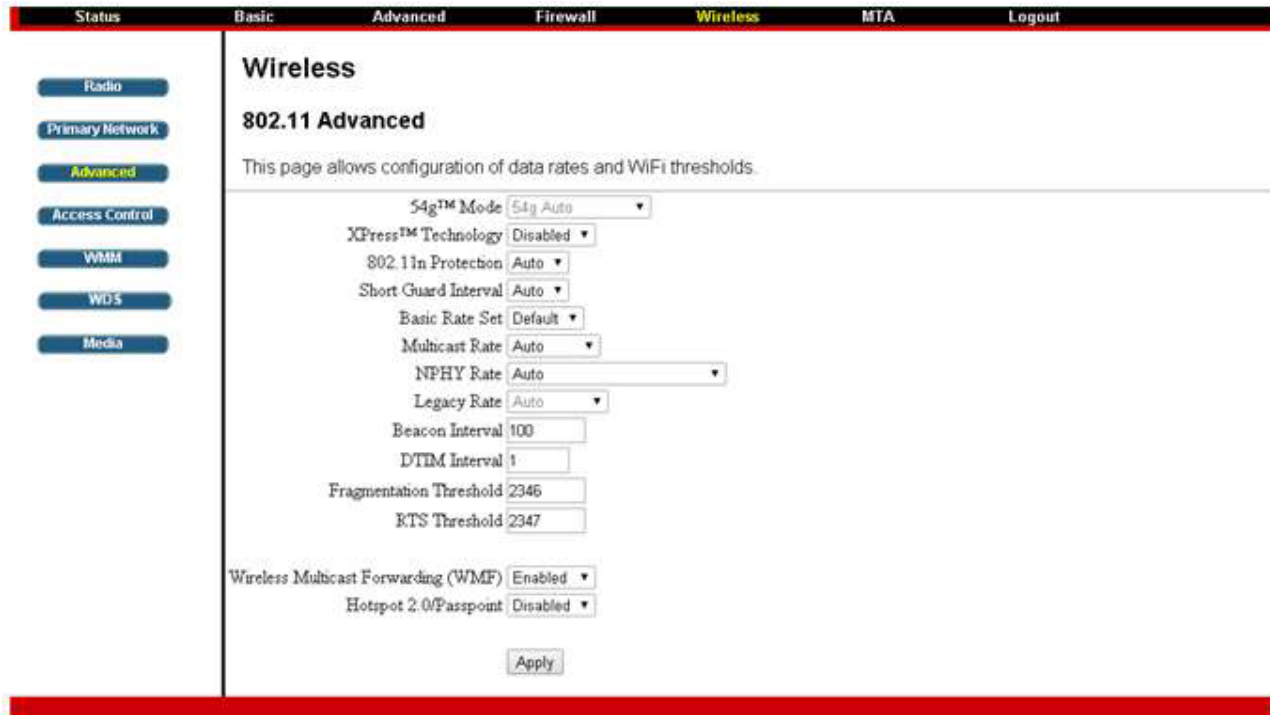 Status Basic Advanced Firewall Wireless MTA Logout
Radio
Primary Network
Advanced
Access Control
WMM
WDS
Media
Wireless
802.11 Advanced
This page allows configuration of data rates and WiFi thresholds.
54g™ Mode 54g Auto
XPress™ Technology Disabled
802.11n Protection Auto
Short Guard Interval Auto
Basic Rate Set Default
Multicast Rate Auto
NPHY Rate Auto
Legacy Rate Auto
Beacon Interval 100
DTIM Interval 1
Fragmentation Threshold 2346
RTS Threshold 2347
Wireless Multicast Forwarding (WMF) Enabled
Hotspot 2.0/Passpoint Disabled
Apply